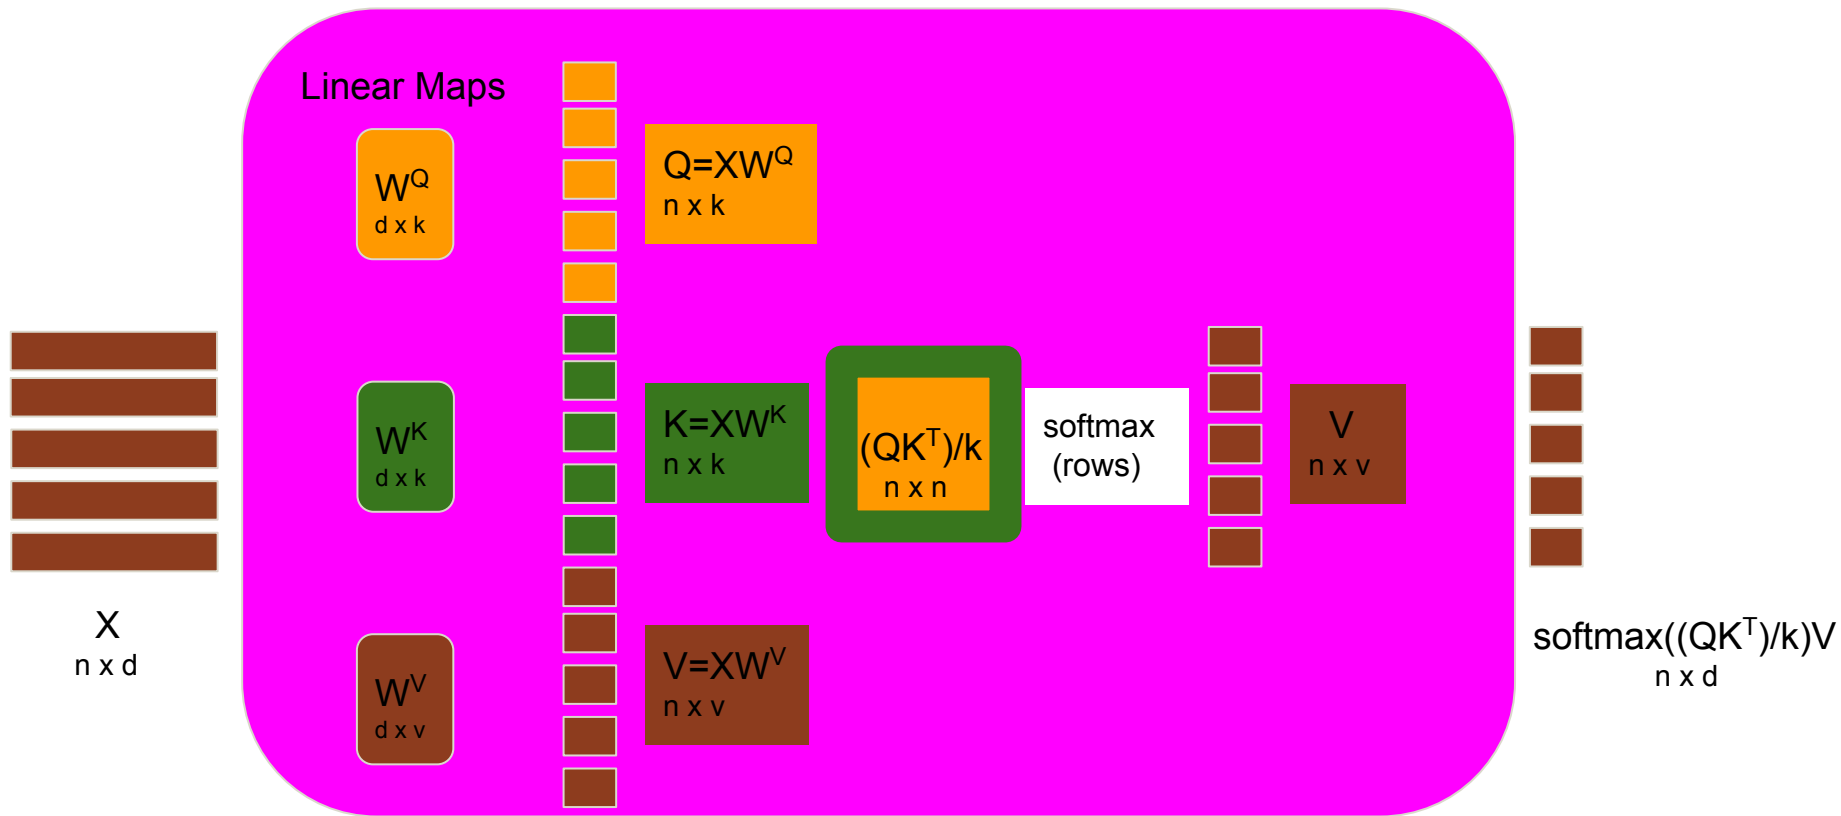 Linear Maps
W^Q
d x k
Q=XW^Q
n x k
X
n x d
W^K
d x k
K=XW^K
n x k
(QK^T)/k
n x n
softmax
(rows)
V
n x v
W^V
d x v
V=XW^V
n x v
softmax((QK^T)/k)V
n x d